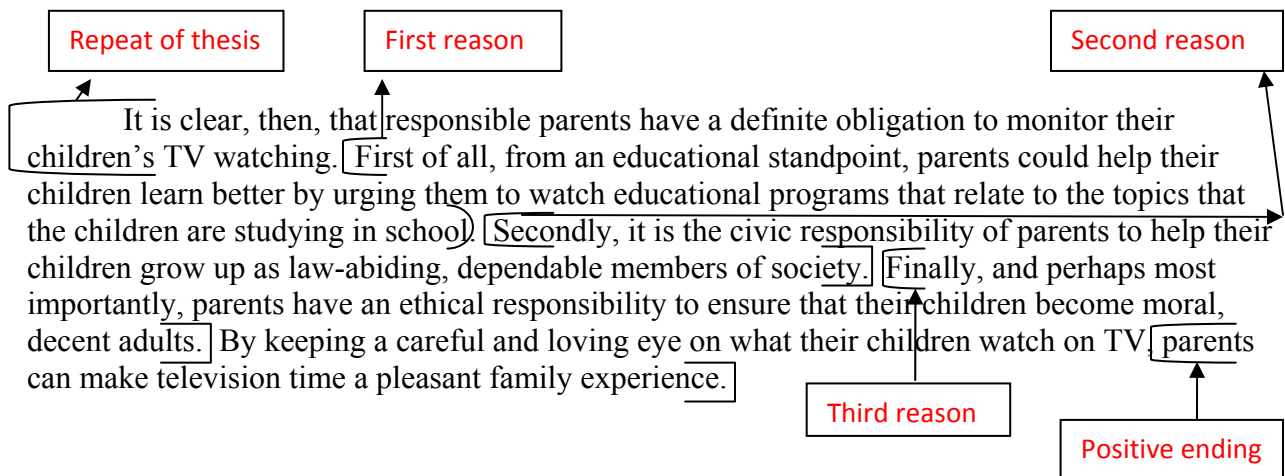 Repeat of thesis
First reason
Second reason
It is clear, then, that responsible parents have a definite obligation to monitor their
children's TV watching. First of all, from an educational standpoint, parents could help their
children learn better by urging them to watch educational programs that relate to the topics that
the children are studying in school. Secondly, it is the civic responsibility of parents to help their
children grow up as law-abiding, dependable members of society. Finally, and perhaps most
importantly, parents have an ethical responsibility to ensure that their children become moral,
decent adults. By keeping a careful and loving eye on what their children watch on TV, parents
can make television time a pleasant family experience.
Third reason
Positive ending